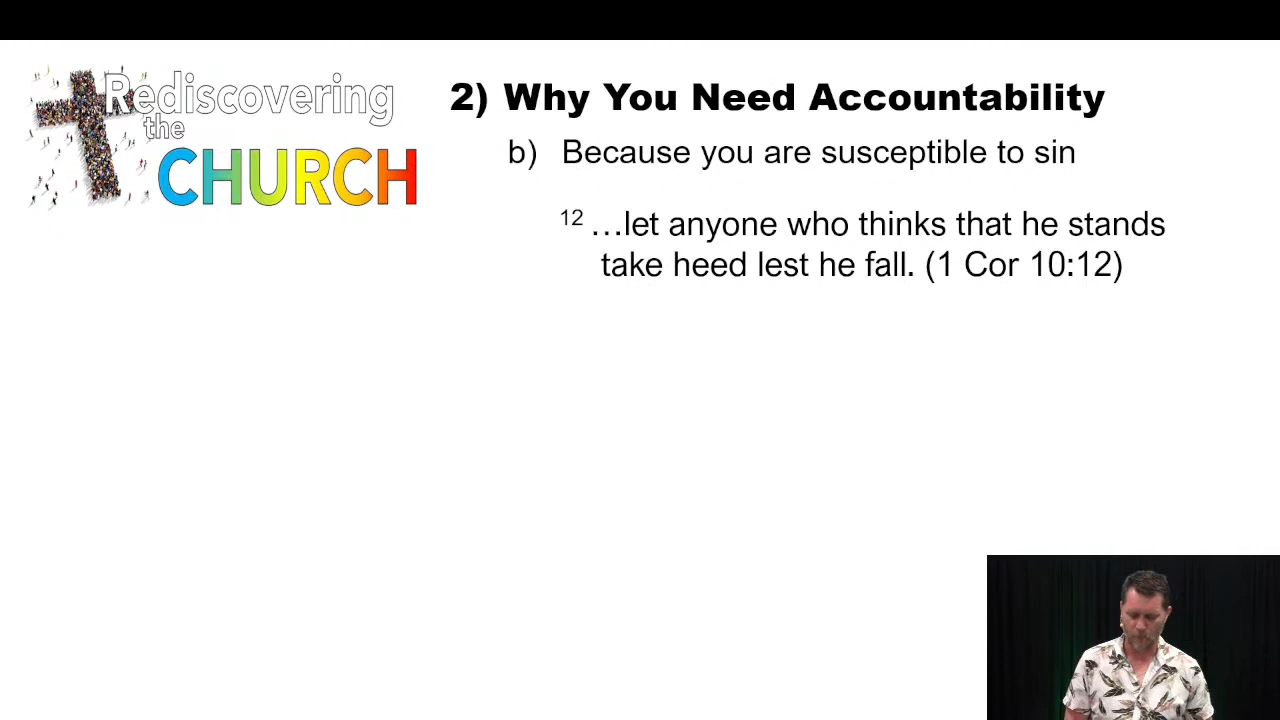 Rediscovering
the
CHURCH
2) Why You Need Accountability
b) Because you are susceptible to sin
12 …let anyone who thinks that he stands
take heed lest he fall. (1 Cor 10:12)